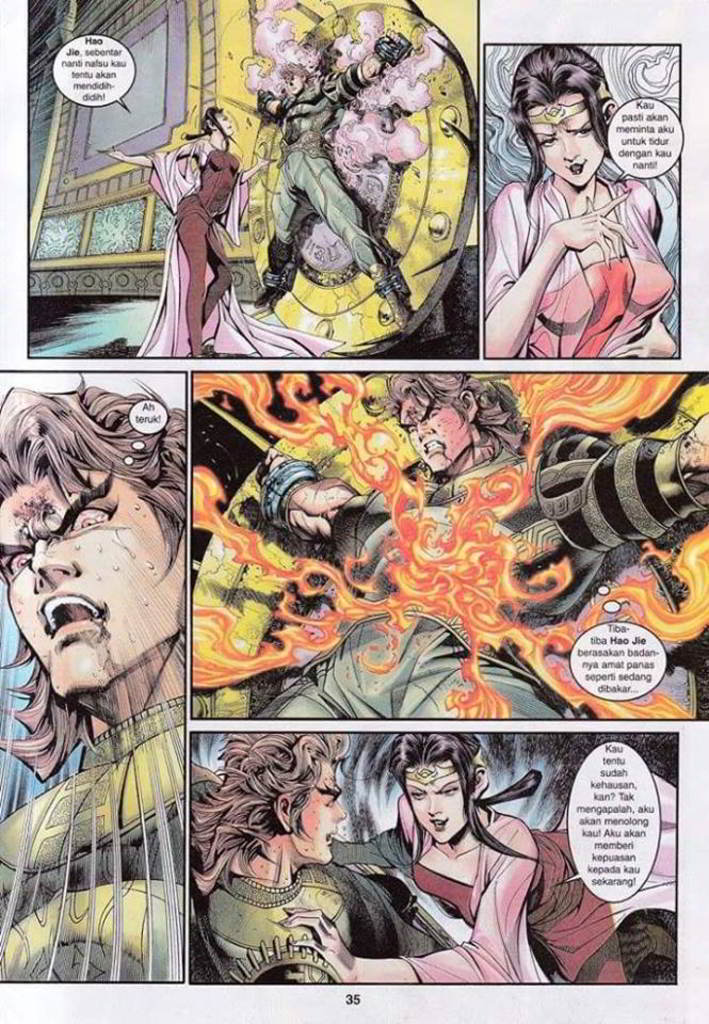 Hao
Jie, sebentar
nanti nafsu kau
tentu akan
mendidih-
didih!
Kau
pasti akan
meminta aku
untuk tidur
dengan kau
nanti!
Ah
teruk!
Tiba-
tiba Hao Jie
berasakan badan-
nya amat panas
seperti sedang
dibakar...
Kau
tentu
sudah
kehausan,
kan? Tak
mengapalah, aku
akan menolong
kau! Aku akan
memberi
kepuasan
kepada kau
sekarang!
35